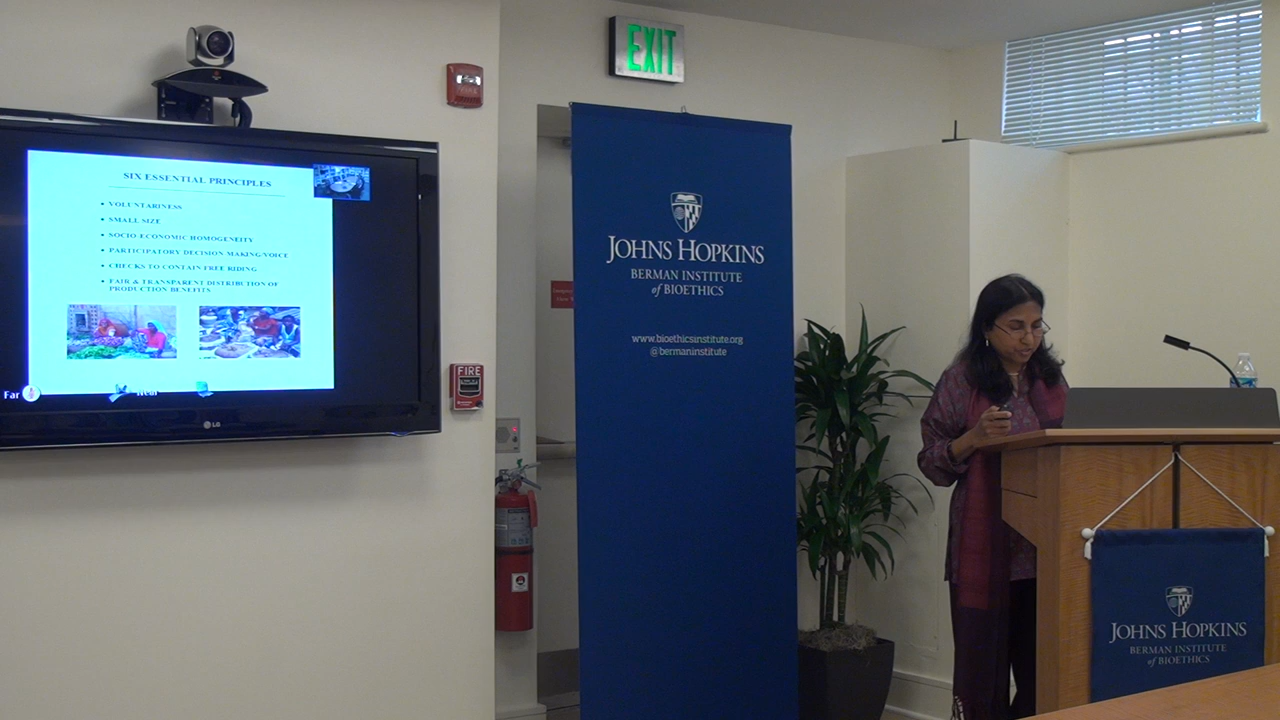 SIX ESSENTIAL PRINCIPLES
• VOLUNTARINESS
• SMALL SIZE
• SOCIO-ECONOMIC HOMOGENEITY
• PARTICIPATORY DECISION MAKING/VOICE
• CHECKS TO CONTAIN FREE RIDING
• FAIR & TRANSPARENT DISTRIBUTION OF
PRODUCTION BENEFITS
Far
Near
LG
FIRE
EXIT
JOHNS HOPKINS
BERMAN INSTITUTE
of BIOETHICS
www.bioethicsinstitute.org
@bermaninstitute
JOHNS HOPKINS
BERMAN INSTITUTE
of BIOETHICS